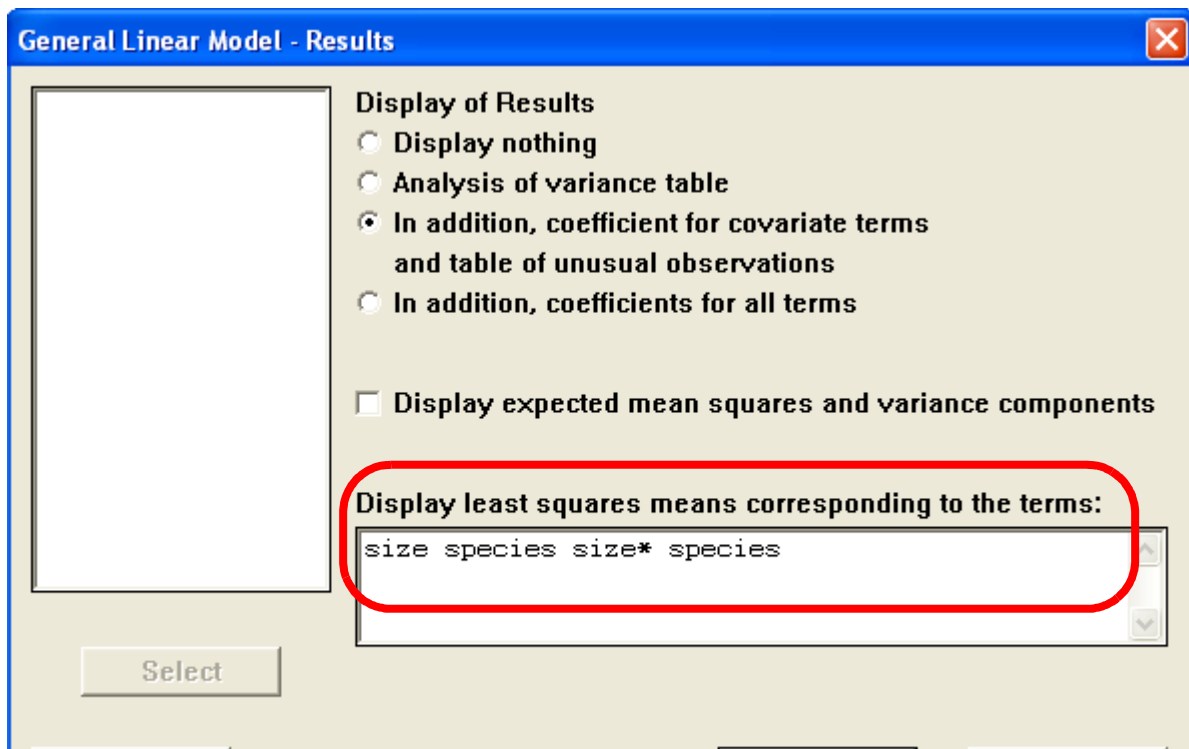 General Linear Model - Results
Display of Results
Display nothing
Analysis of variance table
In addition, coefficient for covariate terms
and table of unusual observations
In addition, coefficients for all terms
Display expected mean squares and variance components
Display least squares means corresponding to the terms:
size species size* species
Select